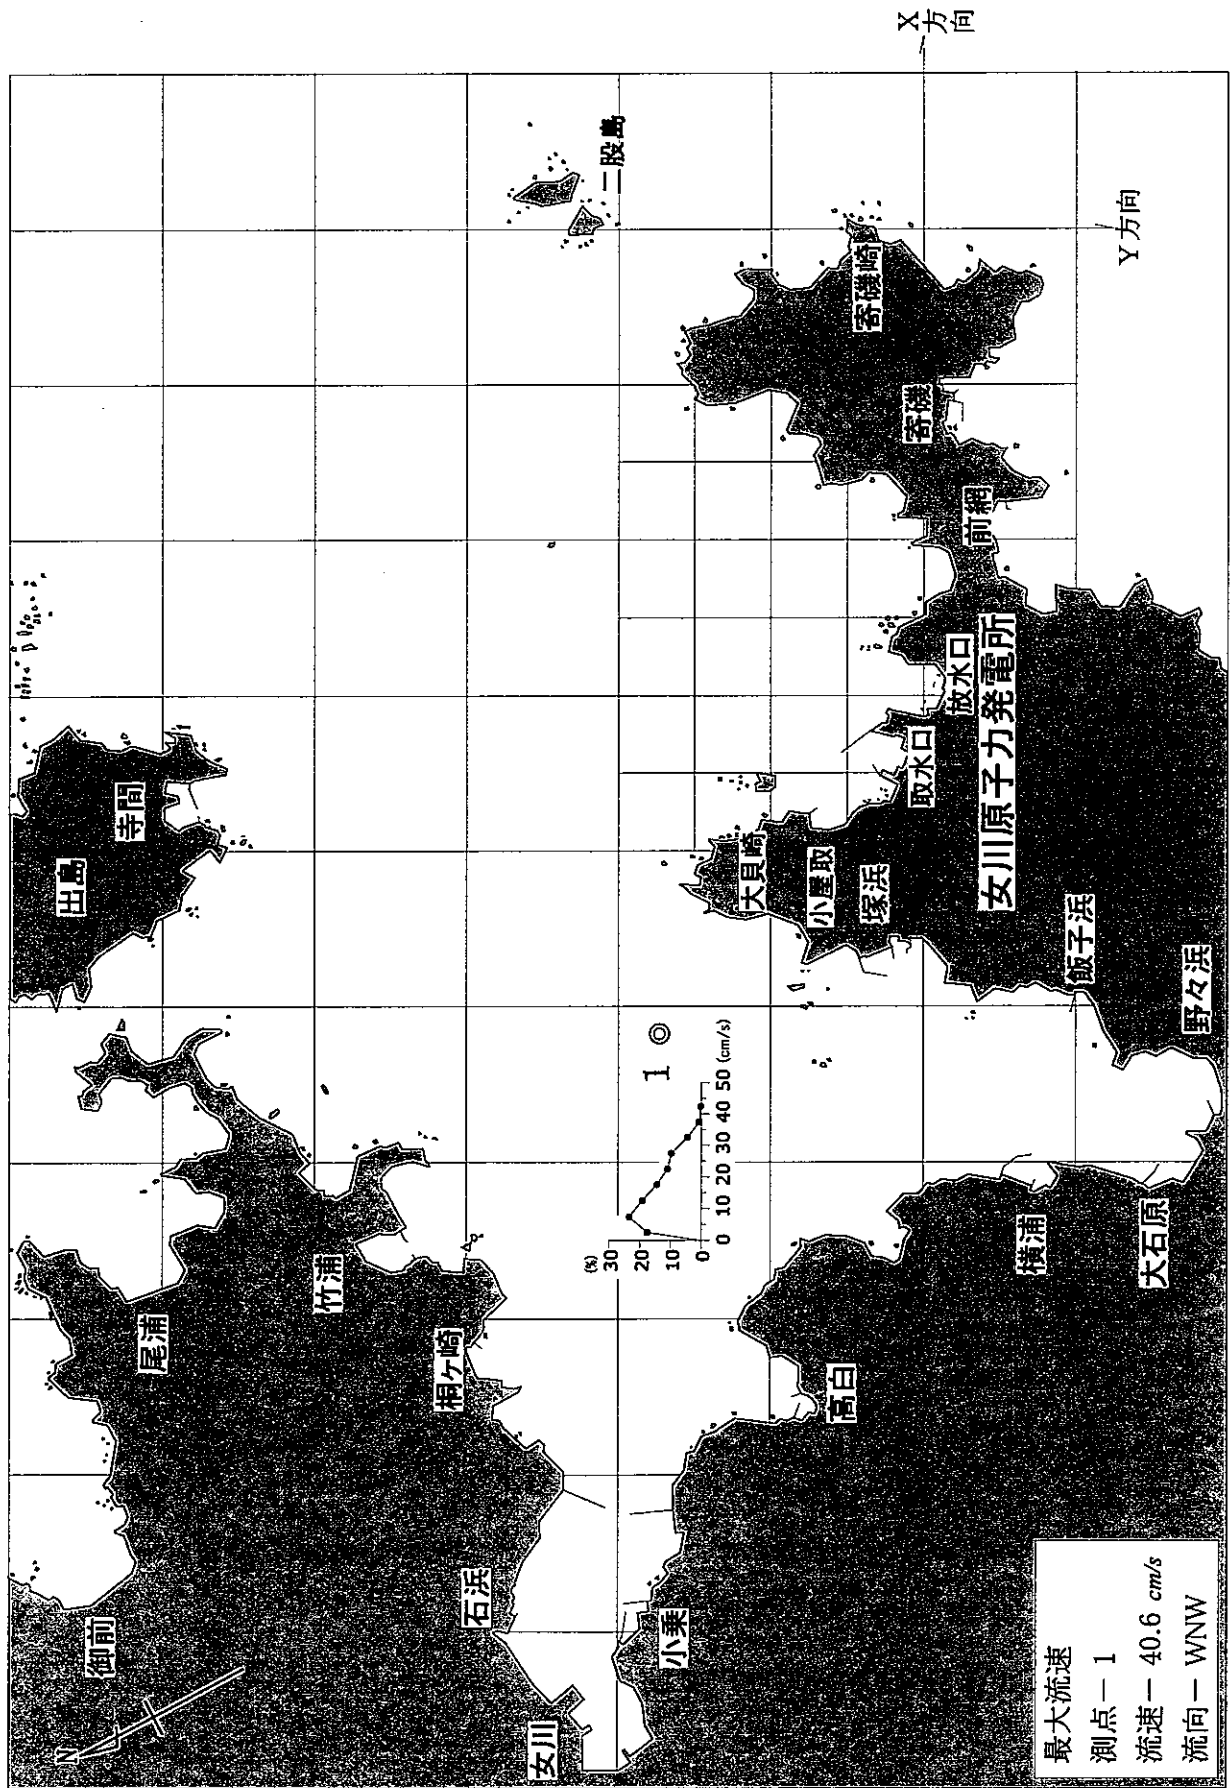 N
御前
尾浦
出島
寺間
竹浦
桐ヶ崎
石浜
女川
小乗
高白
横浦
大石原
野々浜
飯子浜
塚浜
小屋取
大貝崎
取水口
放水口
女川原子力発電所
前網
寄磯
寄磯崎
二股島
X
方向
Y方向
1
(%)
30
20
10
0
0 10 20 30 40 50 (cm/s)
最大流速
測点ー 1
流速ー 40.6 cm/s
流向ー WNW